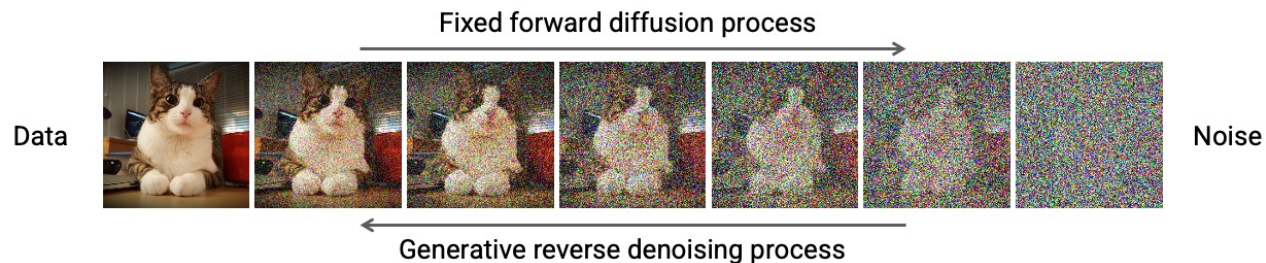 Fixed forward diffusion process
Data
Noise
Generative reverse denoising process